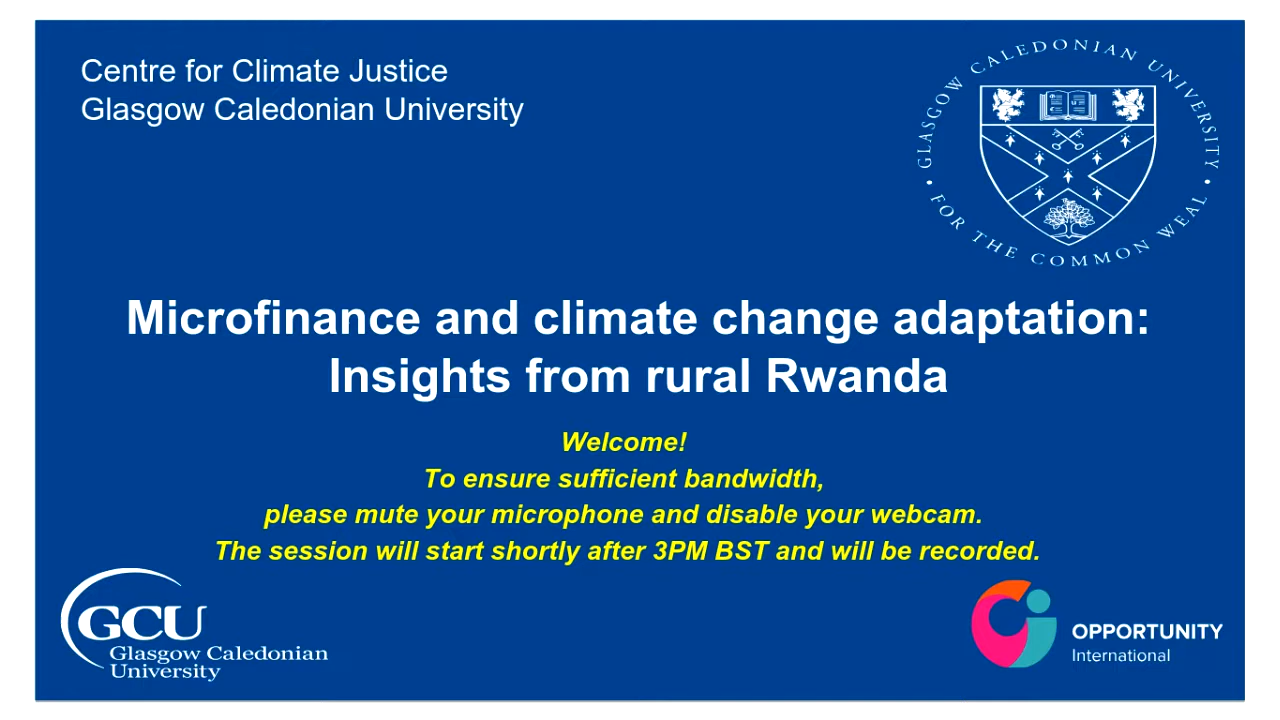 Centre for Climate Justice
Glasgow Caledonian University
GLASGOW CALEDONIAN UNIVERSITY
• FOR THE COMMON WEAL •
Microfinance and climate change adaptation:
Insights from rural Rwanda
Welcome!
To ensure sufficient bandwidth,
please mute your microphone and disable your webcam.
The session will start shortly after 3PM BST and will be recorded.
GCU
Glasgow Caledonian
University
OPPORTUNITY
International